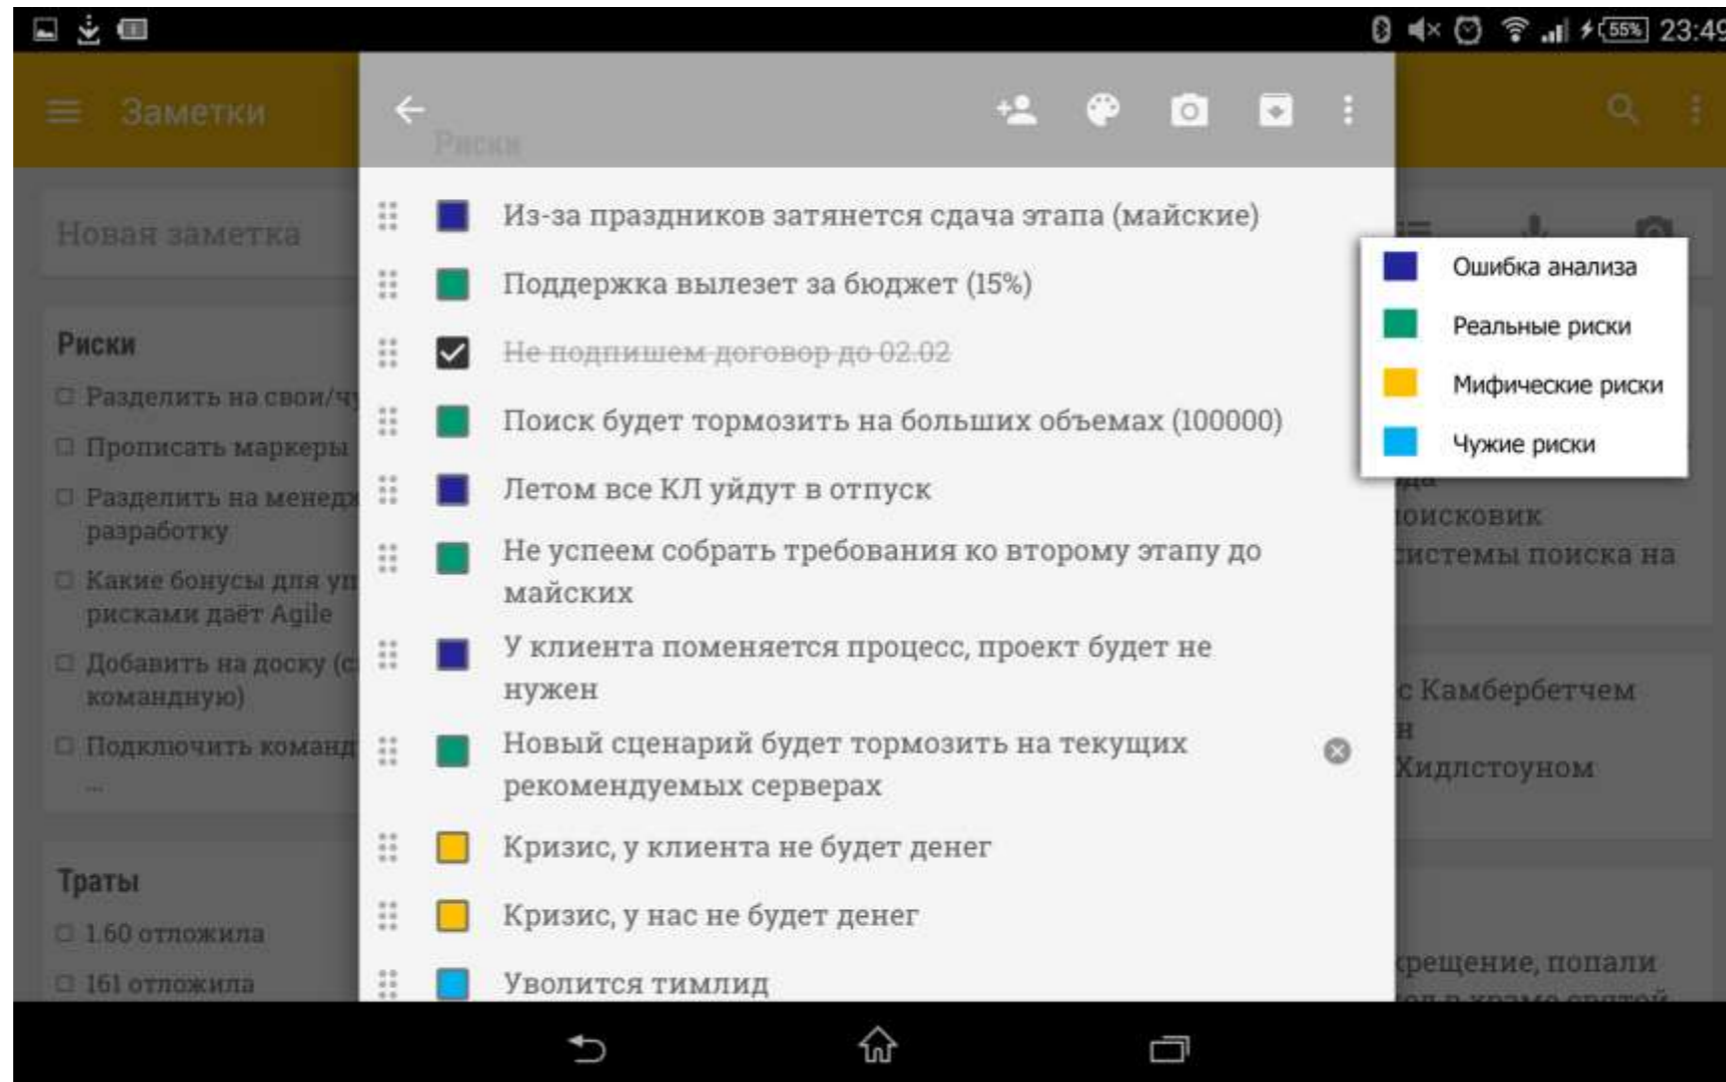 55% 23:49
Заметки
Риски
Новая заметка
Риски
Разделить на свои/чу
Прописать маркеры
Разделить на менедж
разработку
Какие бонусы для уп
рисками даёт Agile
Добавить на доску (с
командную)
Подключить команд
...
Траты
1.60 отложила
161 отложила
Из-за праздников затянется сдача этапа (майские)
Поддержка вылезет за бюджет (15%)
Не подпишем договор до 02.02
Поиск будет тормозить на больших объемах (100000)
Летом все КЛ уйдут в отпуск
Не успеем собрать требования ко второму этапу до
майских
У клиента поменяется процесс, проект будет не
нужен
Новый сценарий будет тормозить на текущих
рекомендуемых серверах
Кризис, у клиента не будет денег
Кризис, у нас не будет денег
Уволится тимлид
Ошибка анализа
Реальные риски
Мифические риски
Чужие риски
оисковик
системы поиска на
с Камбербетчем
н
Хидлстоуном
крещение, попали